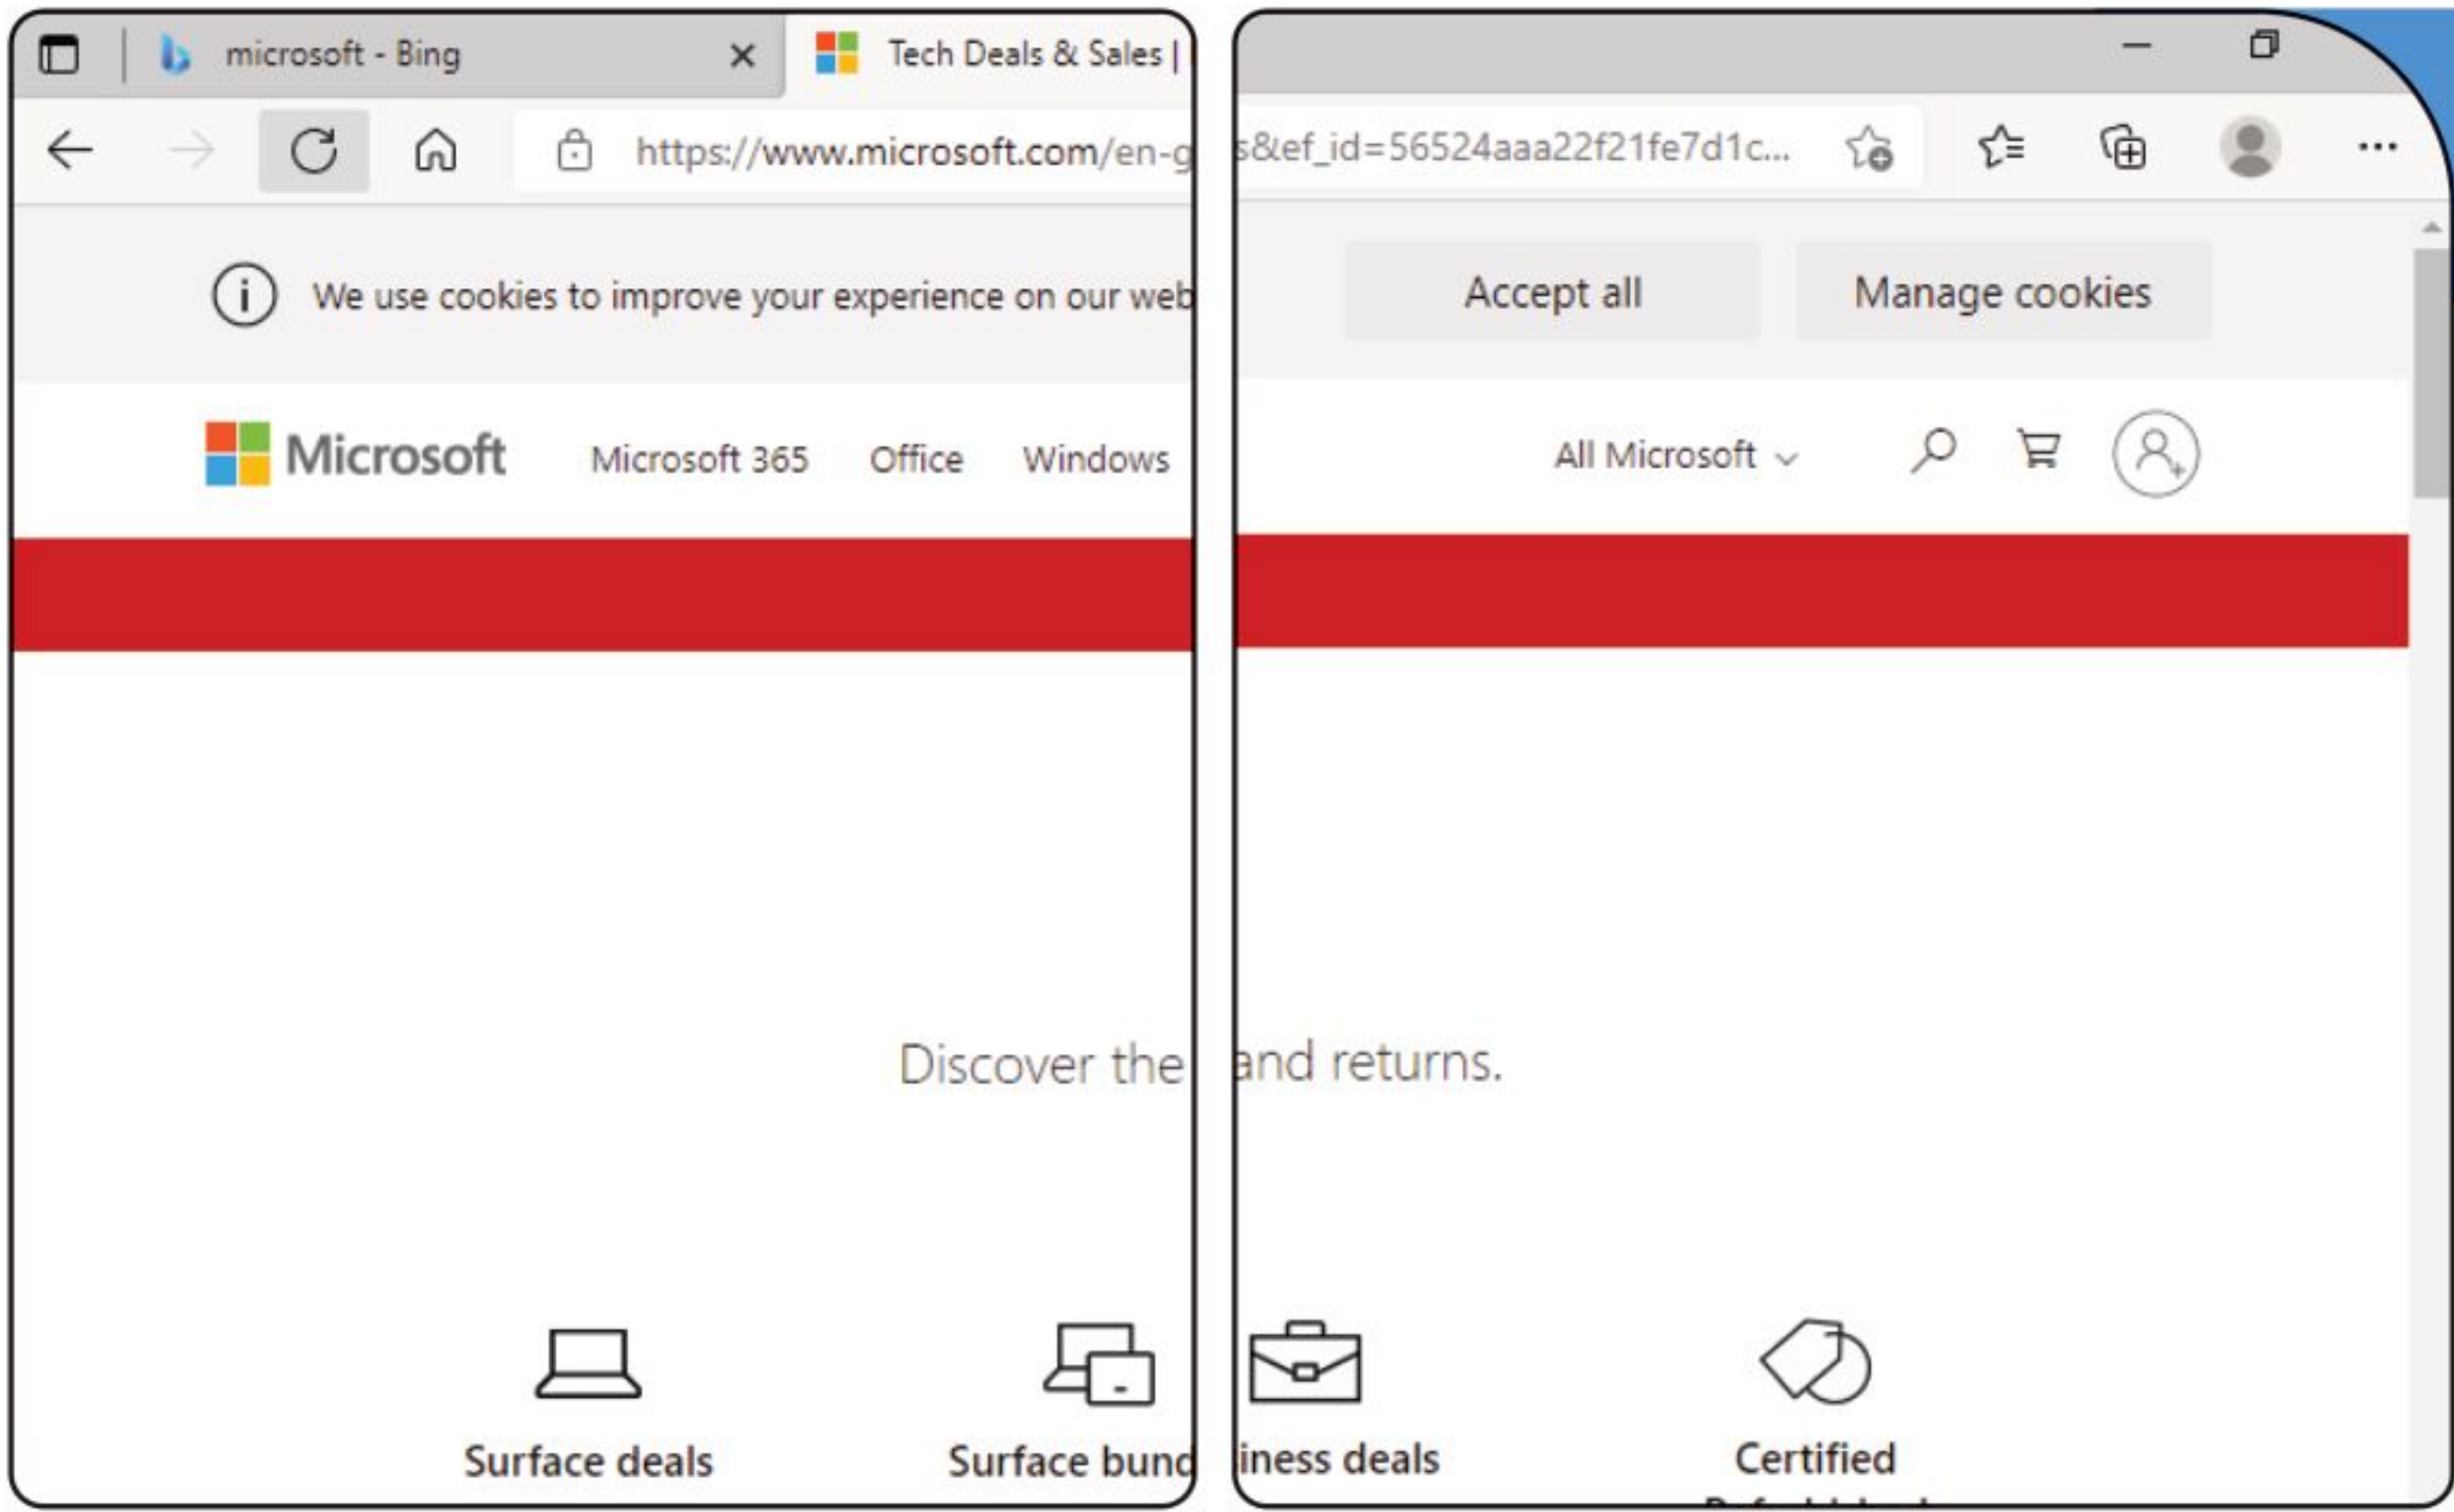 microsoft - Bing
Tech Deals & Sales |
https://www.microsoft.com/en-g
s&ef_id=56524aaa22f21fe7d1c...
We use cookies to improve your experience on our web
Accept all
Manage cookies
Microsoft
Microsoft 365
Office
Windows
All Microsoft
Discover the
and returns.
Surface deals
Surface bund
iness deals
Certified